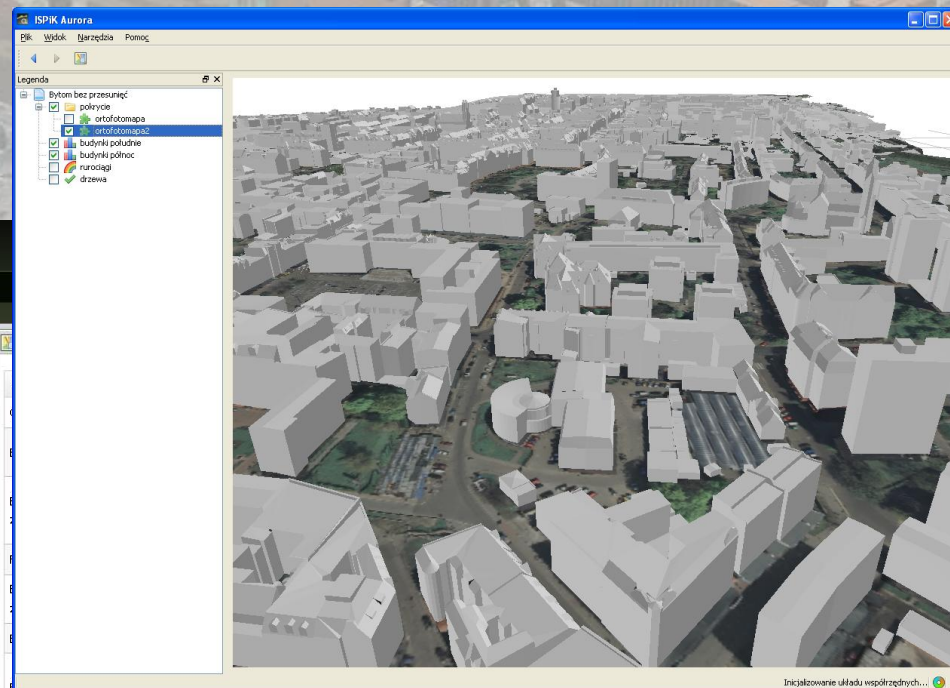 ISPiK Aurora
Plik Widok Narzędzia Pomoc
Legenda
Bytom bez przesunięć
pokrycie
ortofotomapa
ortofotomapa2
budynki południe
budynki północ
rurociągi
drzewa
Inicjalizowanie układu współrzędnych...